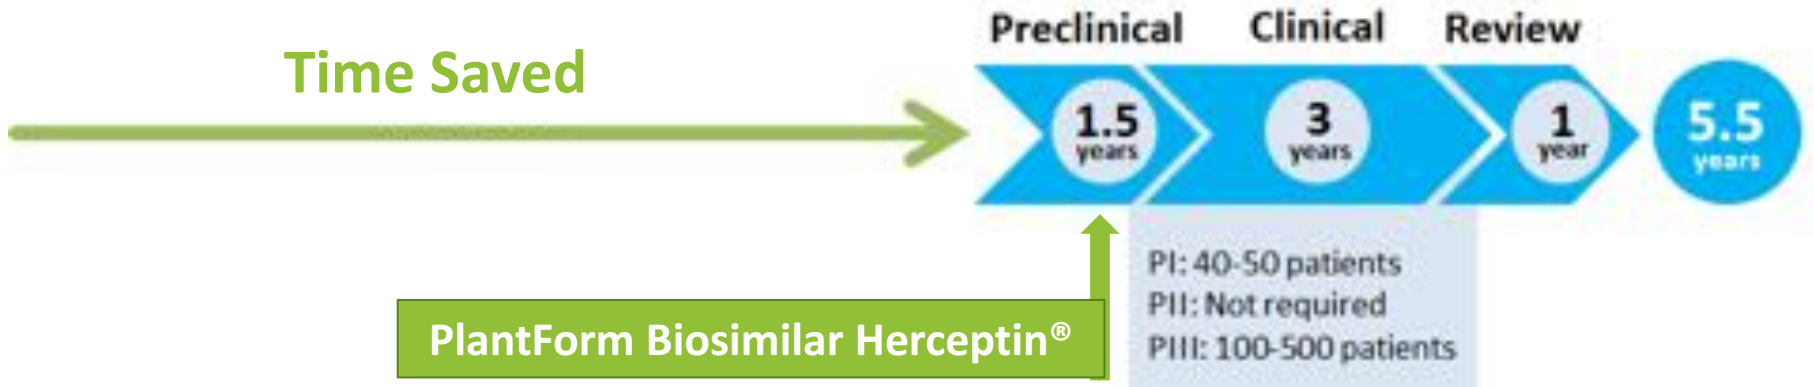 Time Saved
Preclinical Clinical Review
1.5 years
3 years
1 year
5.5 years
PlantForm Biosimilar Herceptin®
PI: 40-50 patients
PII: Not required
PIII: 100-500 patients